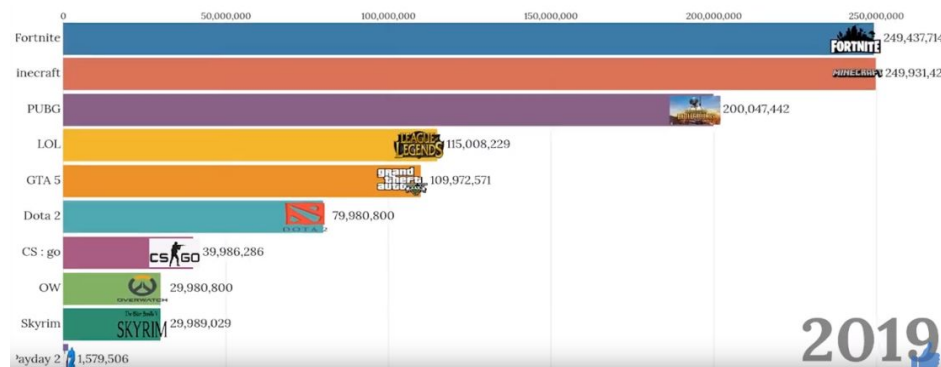 0 50,000,000 100,000,000 150,000,000 200,000,000 250,000,000
Fortnite FORTNITE 249,437,714
inecraft MINECRAFT 249,931,42
PUBG 200,047,442
LOL LEAGUE LEGENDS 115,008,229
GTA 5 grand theft auto 109,972,571
Dota 2 DOTA 2 79,980,800
CS : go CS GO 39,986,286
OW OVERWATCH 29,980,800
Skyrim SKYRIM 29,989,029
Payday 2 1,579,506
2019